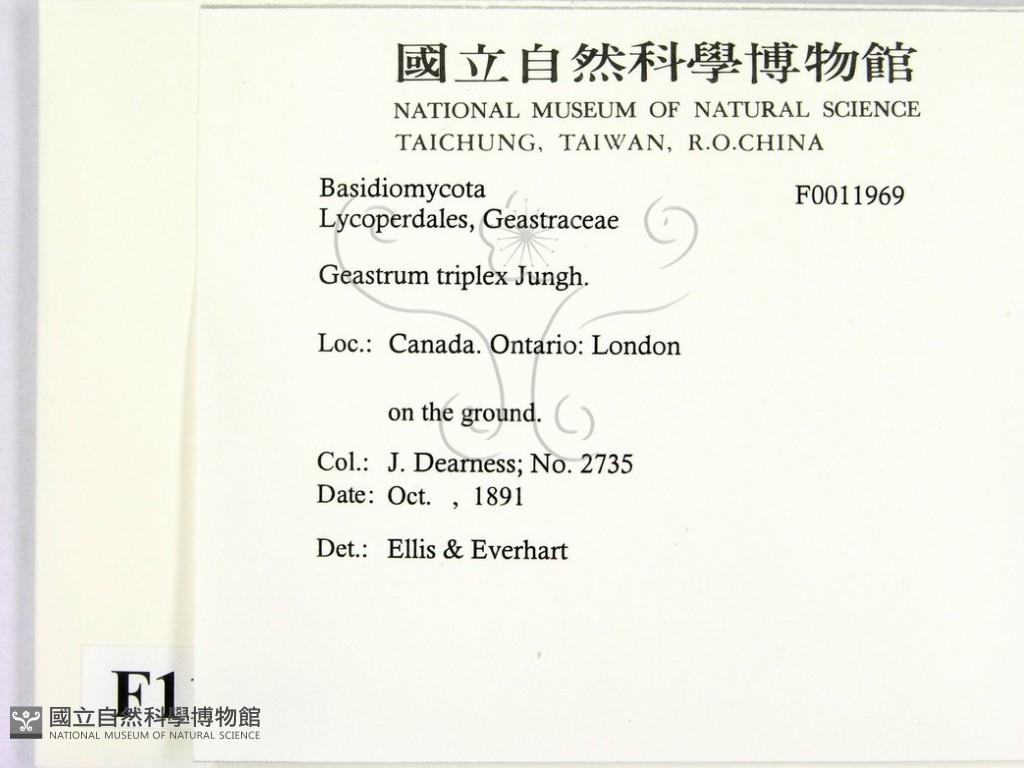 國立自然科學博物館
NATIONAL MUSEUM OF NATURAL SCIENCE
TAICHUNG, TAIWAN, R.O.CHINA
Basidiomycota F0011969
Lycoperdales, Geastraceae
Geastrum triplex Jungh.
Loc.: Canada. Ontario: London
on the ground.
Col.: J. Dearness; No. 2735
Date: Oct. , 1891
Det.: Ellis & Everhart
F1
國立自然科學博物館
NATIONAL MUSEUM OF NATURAL SCIENCE